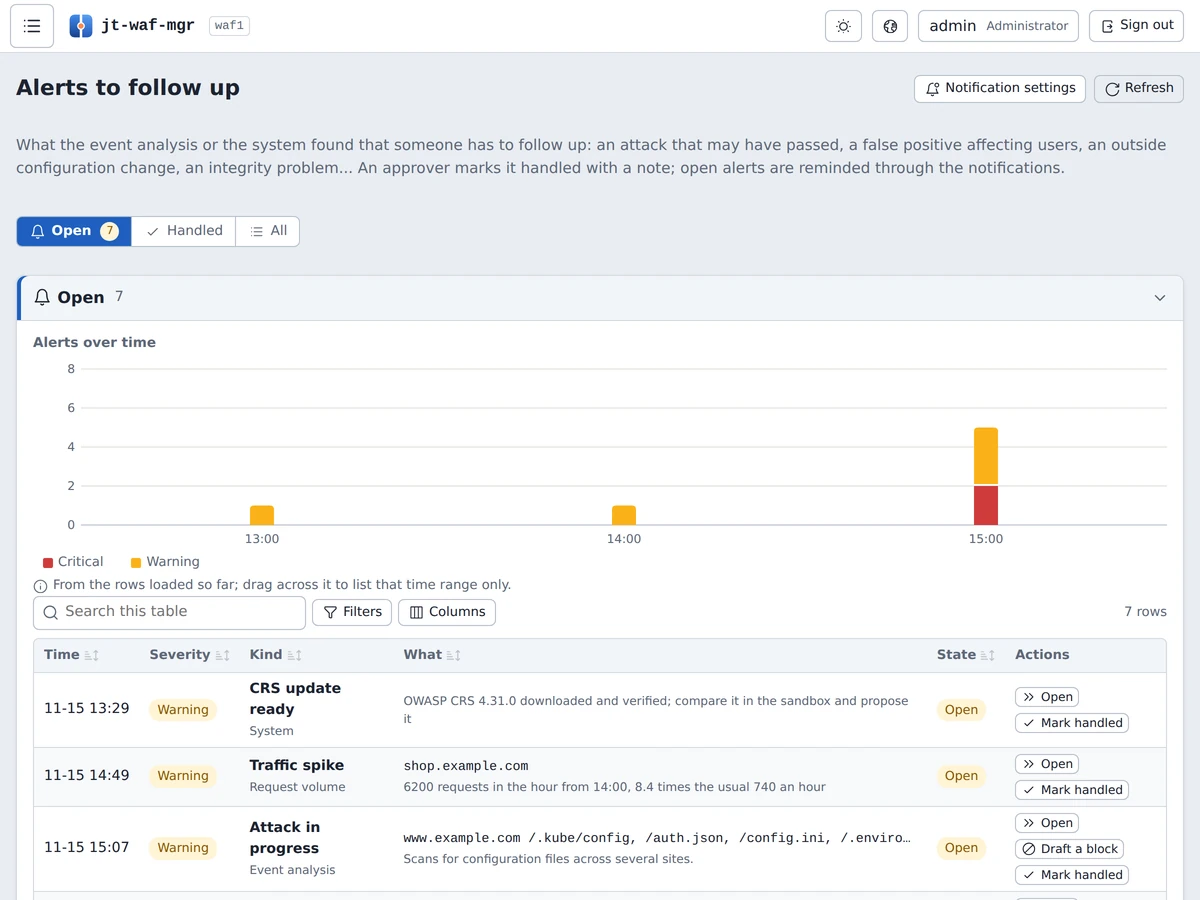 jt-waf-mgr waf1 admin Administrator Sign out
Alerts to follow up
Notification settings Refresh
What the event analysis or the system found that someone has to follow up: an attack that may have passed, a false positive affecting users, an outside
configuration change, an integrity problem... An approver marks it handled with a note; open alerts are reminded through the notifications.
Open 7 Handled All
Open 7
Alerts over time
8
6
4
2
0
13:00 14:00 15:00
Critical Warning
From the rows loaded so far; drag across it to list that time range only.
Search this table Filters Columns 7 rows
Time Severity Kind What State Actions
11-15 13:29 Warning CRS update ready System OWASP CRS 4.31.0 downloaded and verified; compare it in the sandbox and propose it Open Open Mark handled
11-15 14:49 Warning Traffic spike Request volume shop.example.com 6200 requests in the hour from 14:00, 8.4 times the usual 740 an hour Open Open Mark handled
11-15 15:07 Warning Attack in progress Event analysis www.example.com /.kube/config, /auth.json, /config.ini, /.enviro… Scans for configuration files across several sites. Open Open Draft a block Mark handled